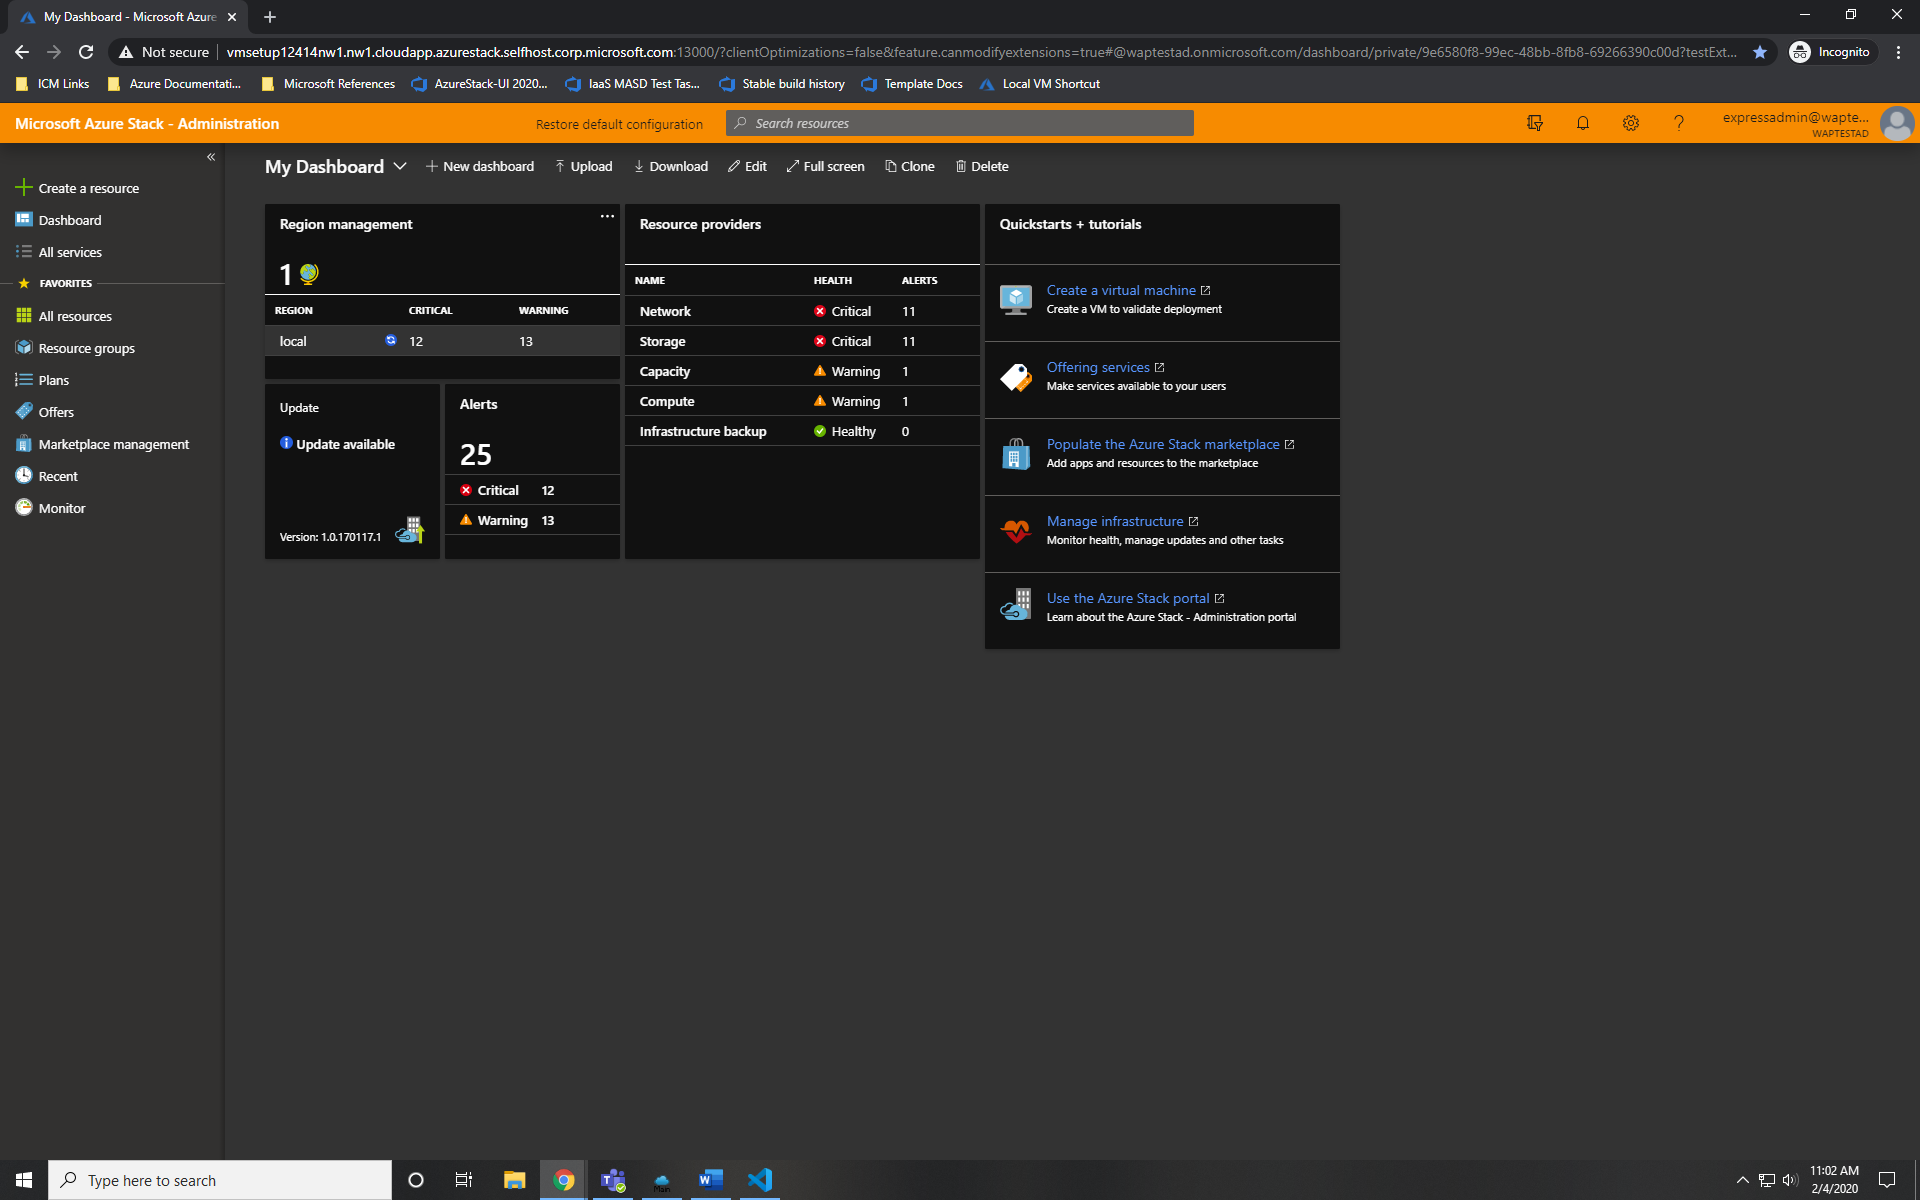 My Dashboard - Microsoft Azure
Not secure vmsetup12414nw1.nw1.cloudapp.azurestack.selfhost.corp.microsoft.com:13000/?clientOptimizations=false&feature.canmodifyextensions=true#@waptestad.onmicrosoft.com/dashboard/private/9e6580f8-99ec-48bb-8fb8-69266390c00d?testExt... Incognito
ICM Links Azure Documentati... Microsoft References AzureStack-UI 2020... IaaS MASD Test Tas... Stable build history Template Docs Local VM Shortcut
Microsoft Azure Stack - Administration Restore default configuration Search resources ? expressadmin@wapte...
WAPTESTAD
«
My Dashboard New dashboard Upload Download Edit Full screen Clone Delete
Create a resource
Dashboard
All services
FAVORITES
All resources
Resource groups
Plans
Offers
Marketplace management
Recent
Monitor
Region management ...
1
REGION CRITICAL WARNING
local 12 13
Update
Update available
Version: 1.0.170117.1
Alerts
25
Critical 12
Warning 13
Resource providers
NAME HEALTH ALERTS
Network Critical 11
Storage Critical 11
Capacity Warning 1
Compute Warning 1
Infrastructure backup Healthy 0
Quickstarts + tutorials
Create a virtual machine
Create a VM to validate deployment
Offering services
Make services available to your users
Populate the Azure Stack marketplace
Add apps and resources to the marketplace
Manage infrastructure
Monitor health, manage updates and other tasks
Use the Azure Stack portal
Learn about the Azure Stack - Administration portal
Type here to search
11:02 AM
2/4/2020